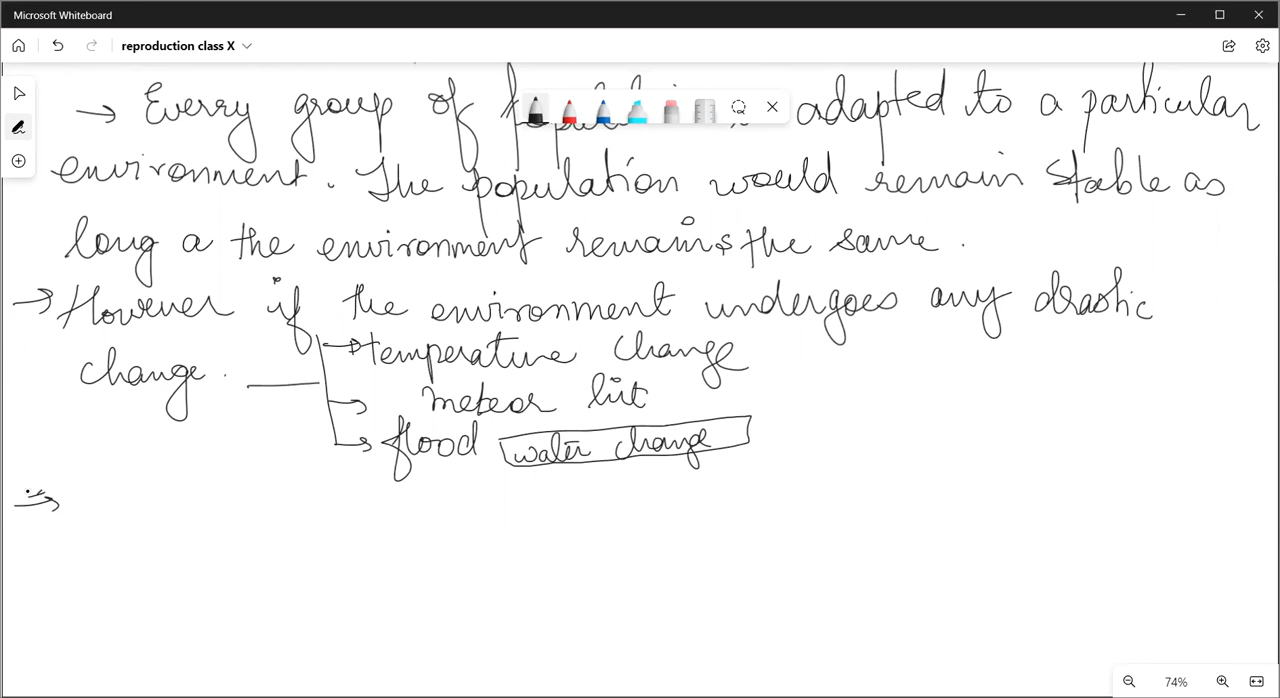 Microsoft Whiteboard
reproduction class X
→ Every group of adapted to a particular
environment. The population would remain stable as
long a the environment remains the same.
→ However if the environment undergoes any drastic
change. → temperature change
→ meteor hit
→ flood water change
74%